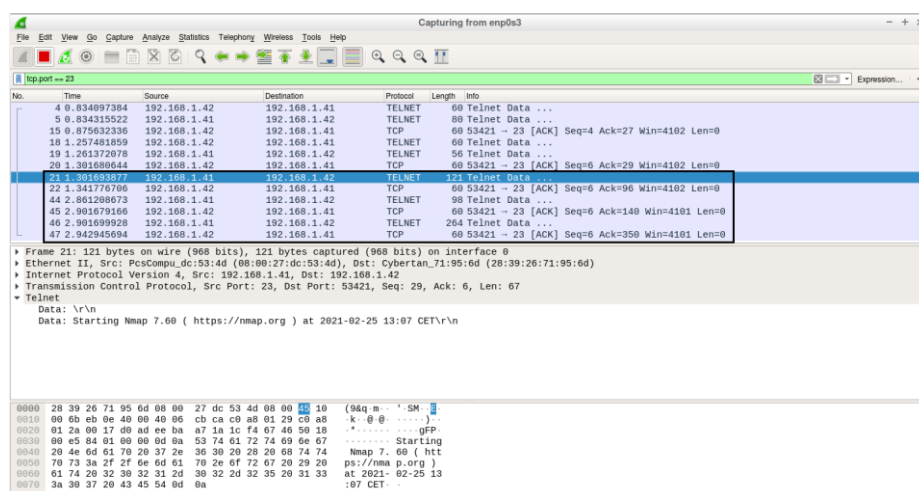 Capturing from enp0s3
File Edit View Go Capture Analyze Statistics Telephony Wireless Tools Help
tcp.port == 23 Expression...
No. Time Source Destination Protocol Length Info
4 0.834097384 192.168.1.42 192.168.1.41 TELNET 60 Telnet Data ...
5 0.834315522 192.168.1.41 192.168.1.42 TELNET 80 Telnet Data ...
15 0.875632336 192.168.1.42 192.168.1.41 TCP 60 53421 → 23 [ACK] Seq=4 Ack=27 Win=4102 Len=0
18 1.257481859 192.168.1.42 192.168.1.41 TELNET 60 Telnet Data ...
19 1.261372078 192.168.1.41 192.168.1.42 TELNET 56 Telnet Data ...
20 1.301680644 192.168.1.42 192.168.1.41 TCP 60 53421 → 23 [ACK] Seq=6 Ack=29 Win=4102 Len=0
21 1.301693877 192.168.1.41 192.168.1.42 TELNET 121 Telnet Data ...
22 1.341776706 192.168.1.42 192.168.1.41 TCP 60 53421 → 23 [ACK] Seq=6 Ack=96 Win=4102 Len=0
44 2.861208673 192.168.1.41 192.168.1.42 TELNET 98 Telnet Data ...
45 2.901679166 192.168.1.42 192.168.1.41 TCP 60 53421 → 23 [ACK] Seq=6 Ack=140 Win=4101 Len=0
46 2.901699928 192.168.1.41 192.168.1.42 TELNET 264 Telnet Data ...
47 2.942945694 192.168.1.42 192.168.1.41 TCP 60 53421 → 23 [ACK] Seq=6 Ack=350 Win=4101 Len=0
Frame 21: 121 bytes on wire (968 bits), 121 bytes captured (968 bits) on interface 0
Ethernet II, Src: PcsCompu_dc:53:4d (08:00:27:dc:53:4d), Dst: Cybertan_71:95:6d (28:39:26:71:95:6d)
Internet Protocol Version 4, Src: 192.168.1.41, Dst: 192.168.1.42
Transmission Control Protocol, Src Port: 23, Dst Port: 53421, Seq: 29, Ack: 6, Len: 67
Telnet
Data: \r\n
Data: Starting Nmap 7.60 ( https://nmap.org ) at 2021-02-25 13:07 CET\r\n
0000 28 39 26 71 95 6d 08 00 27 dc 53 4d 08 00 45 10 (9&q·m·· '·SM··E·
0010 00 6b eb 0e 40 00 40 06 cb ca c0 a8 01 29 c0 a8 ·k··@·@· ·····)··
0020 01 2a 00 17 d0 ad ee ba a7 1a 1c f4 67 46 50 18 ·*······ ····gFP·
0030 00 e5 84 01 00 00 0d 0a 53 74 61 72 74 69 6e 67 ········ Starting
0040 20 4e 6d 61 70 20 37 2e 36 30 20 28 20 68 74 74 Nmap 7. 60 ( htt
0050 70 73 3a 2f 2f 6e 6d 61 70 2e 6f 72 67 20 29 20 ps://nma p.org )
0060 61 74 20 32 30 32 31 2d 30 32 2d 32 35 20 31 33 at 2021- 02-25 13
0070 3a 30 37 20 43 45 54 0d 0a :07 CET· ·